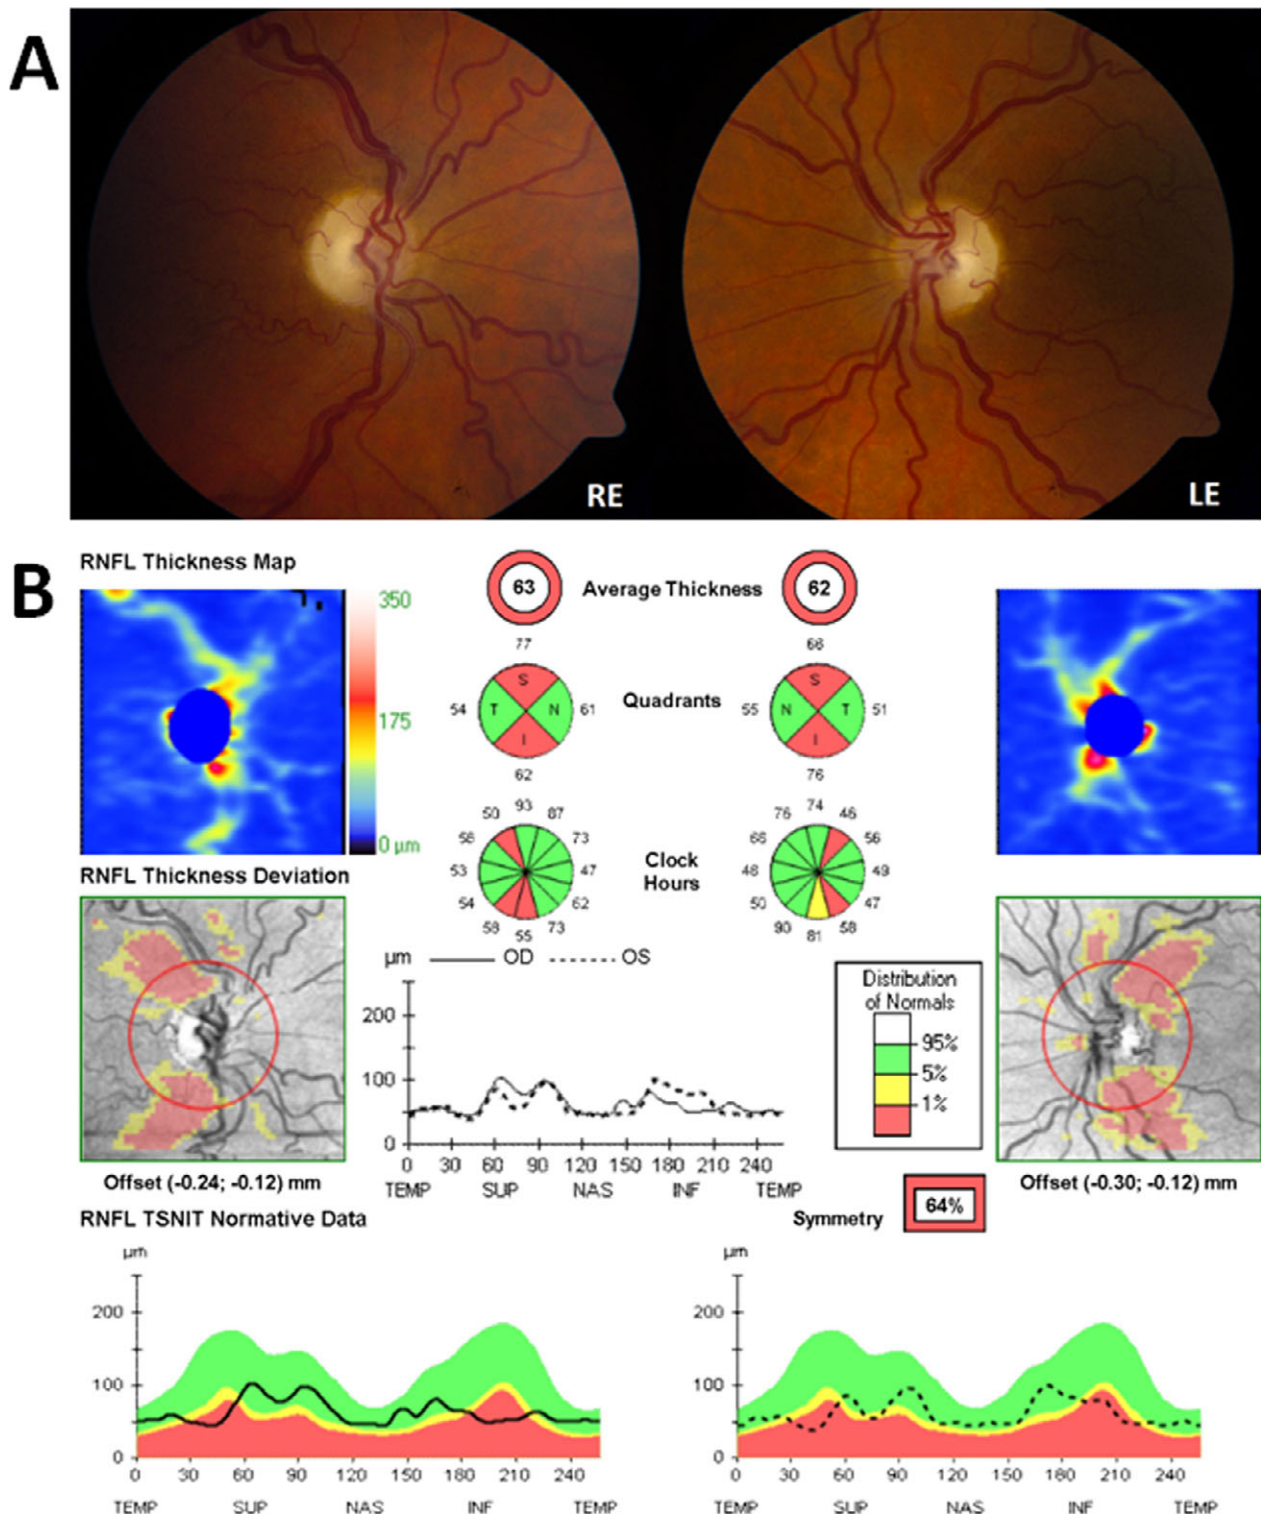 A
RE
LE
B
RNFL Thickness Map
350
175
0 µm
63
Average Thickness
62
77
S
54
T
N
61
I
62
Quadrants
66
S
55
N
T
51
I
76
50
93
87
56
73
53
47
54
62
58
55
73
Clock
Hours
76
74
46
66
56
46
49
50
47
90
81
58
RNFL Thickness Deviation
Offset (-0.24; -0.12) mm
µm
OD
OS
200
100
0
0
30
60
90
120
150
180
210
240
TEMP
SUP
NAS
INF
TEMP
Distribution
of Normals
95%
5%
1%
Offset (-0.30; -0.12) mm
Symmetry
64%
RNFL TSNIT Normative Data
µm
200
100
0
0
30
60
90
120
150
180
210
240
TEMP
SUP
NAS
INF
TEMP
µm
200
100
0
0
30
60
90
120
150
180
210
240
TEMP
SUP
NAS
INF
TEMP